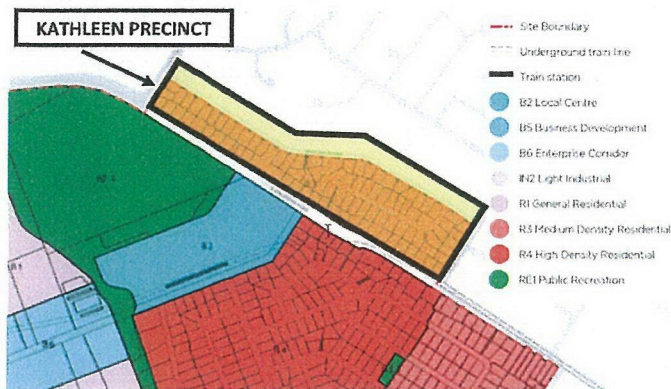 KATHLEEN PRECINCT
Site Boundary
Underground train line
Train station
B2 Local Centre
B5 Business Development
B6 Enterprise Corridor
IN2 Light Industrial
R1 General Residential
R3 Medium Density Residential
R4 High Density Residential
RE1 Public Recreation